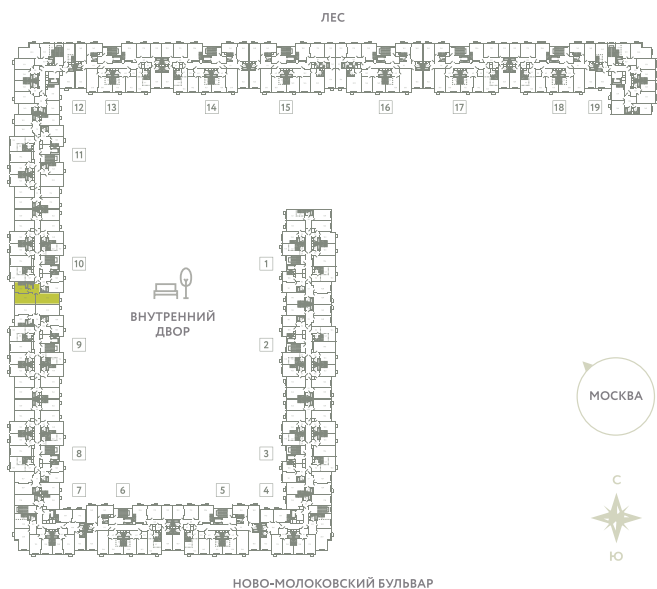 ЛЕС
12 13 14 15 16 17 18 19
11
10 1
ВНУТРЕННИЙ
ДВОР
9 2
МОСКВА
8 3
7 6 5 4
С
Ю
НОВО-МОЛОКОВСКИЙ БУЛЬВАР